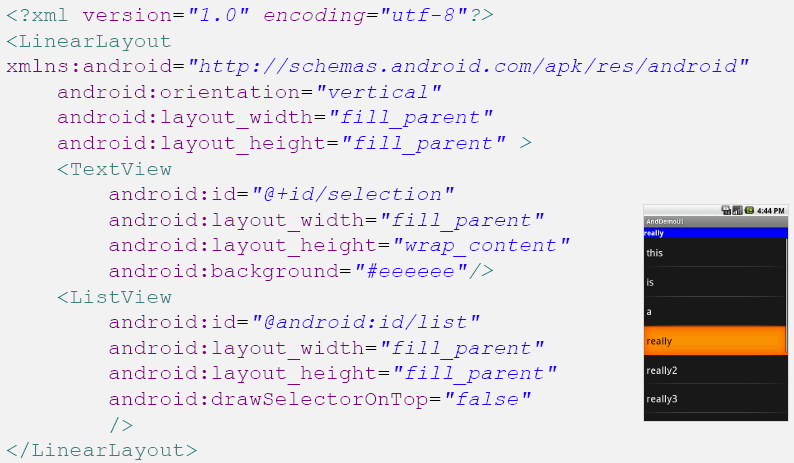 <?xml version="1.0" encoding="utf-8"?>
<LinearLayout
xmlns:android="http://schemas.android.com/apk/res/android"
    android:orientation="vertical"
    android:layout_width="fill_parent"
    android:layout_height="fill_parent" >
    <TextView
        android:id="@+id/selection"
        android:layout_width="fill_parent"
        android:layout_height="wrap_content"
        android:background="#eeeeee"/>
    <ListView
        android:id="@android:id/list"
        android:layout_width="fill_parent"
        android:layout_height="fill_parent"
        android:drawSelectorOnTop="false"
        />
</LinearLayout>
4:44 PM
AndDemoUI
really
this
is
a
really
really2
really3